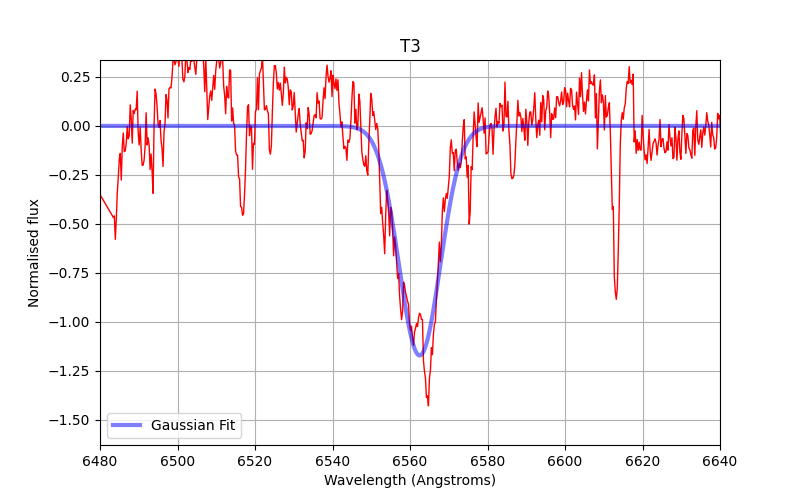 T3
0.25
0.00
−0.25
−0.50
−0.75
−1.00
−1.25
−1.50
Normalised flux
Gaussian Fit
6480 6500 6520 6540 6560 6580 6600 6620 6640
Wavelength (Angstroms)